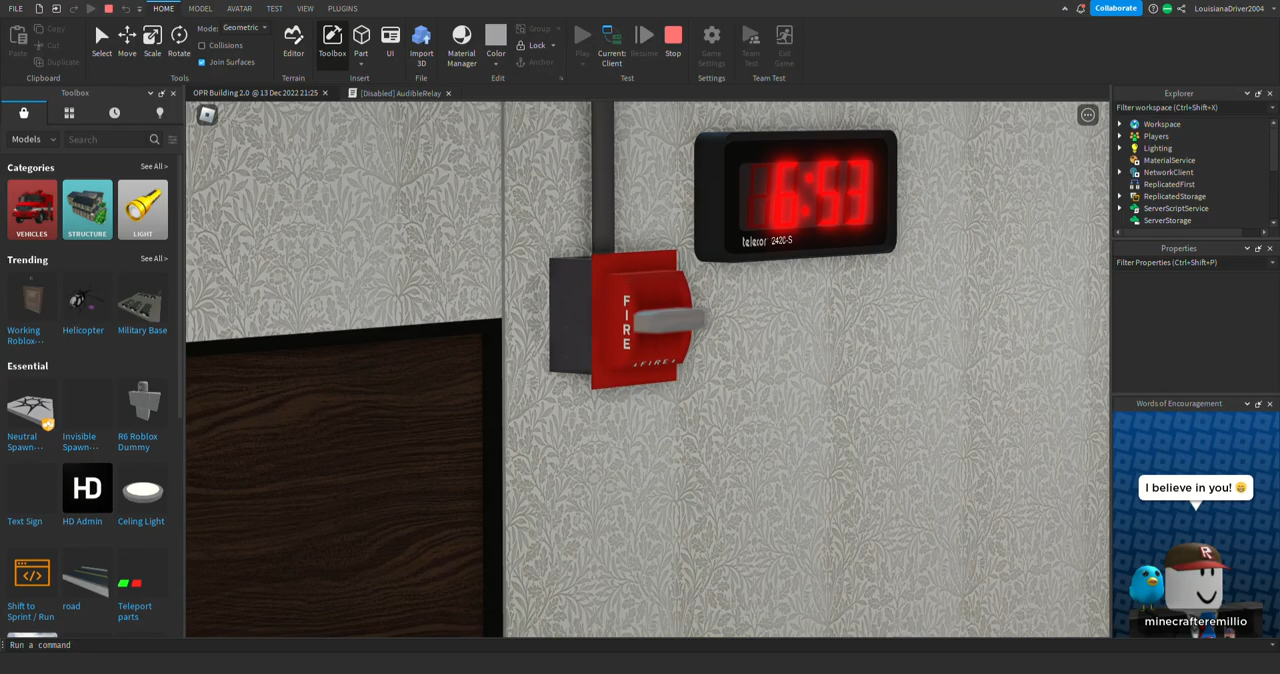 FILE
HOME MODEL AVATAR TEST VIEW PLUGINS
Collaborate
LouisianaDriver2004
Paste
Copy
Cut
Duplicate
Clipboard
Select Move Scale Rotate
Mode: Geometric
Collisions
Join Surfaces
Tools
Editor
Terrain
Toolbox Part UI
Insert
Import
3D
File
Material
Manager
Color
Group
Lock
Anchor
Edit
Play
Current:
Client
Resume Stop
Test
Game
Settings
Settings
Team
Test
Exit
Game
Team Test
Toolbox
Models
Search
Categories See All >
VEHICLES STRUCTURE LIGHT
Trending See All >
Working
Roblox...
Helicopter
Military Base
Essential
Neutral
Spawn...
Invisible
Spawn...
R6 Roblox
Dummy
HD
Text Sign HD Admin Celing Light
Shift to
Sprint / Run
road
Teleport
parts
OPR Building 2.0 @ 13 Dec 2022 21:25
[Disabled] AudibleRelay
6:53
telecor 2420-S
FIRE
FIRE
Explorer
Filter workspace (Ctrl+Shift+X)
Workspace
Players
Lighting
MaterialService
NetworkClient
ReplicatedFirst
ReplicatedStorage
ServerScriptService
ServerStorage
Properties
Filter Properties (Ctrl+Shift+P)
Words of Encouragement
I believe in you! 😁
R
minecrafteremillio
Run a command